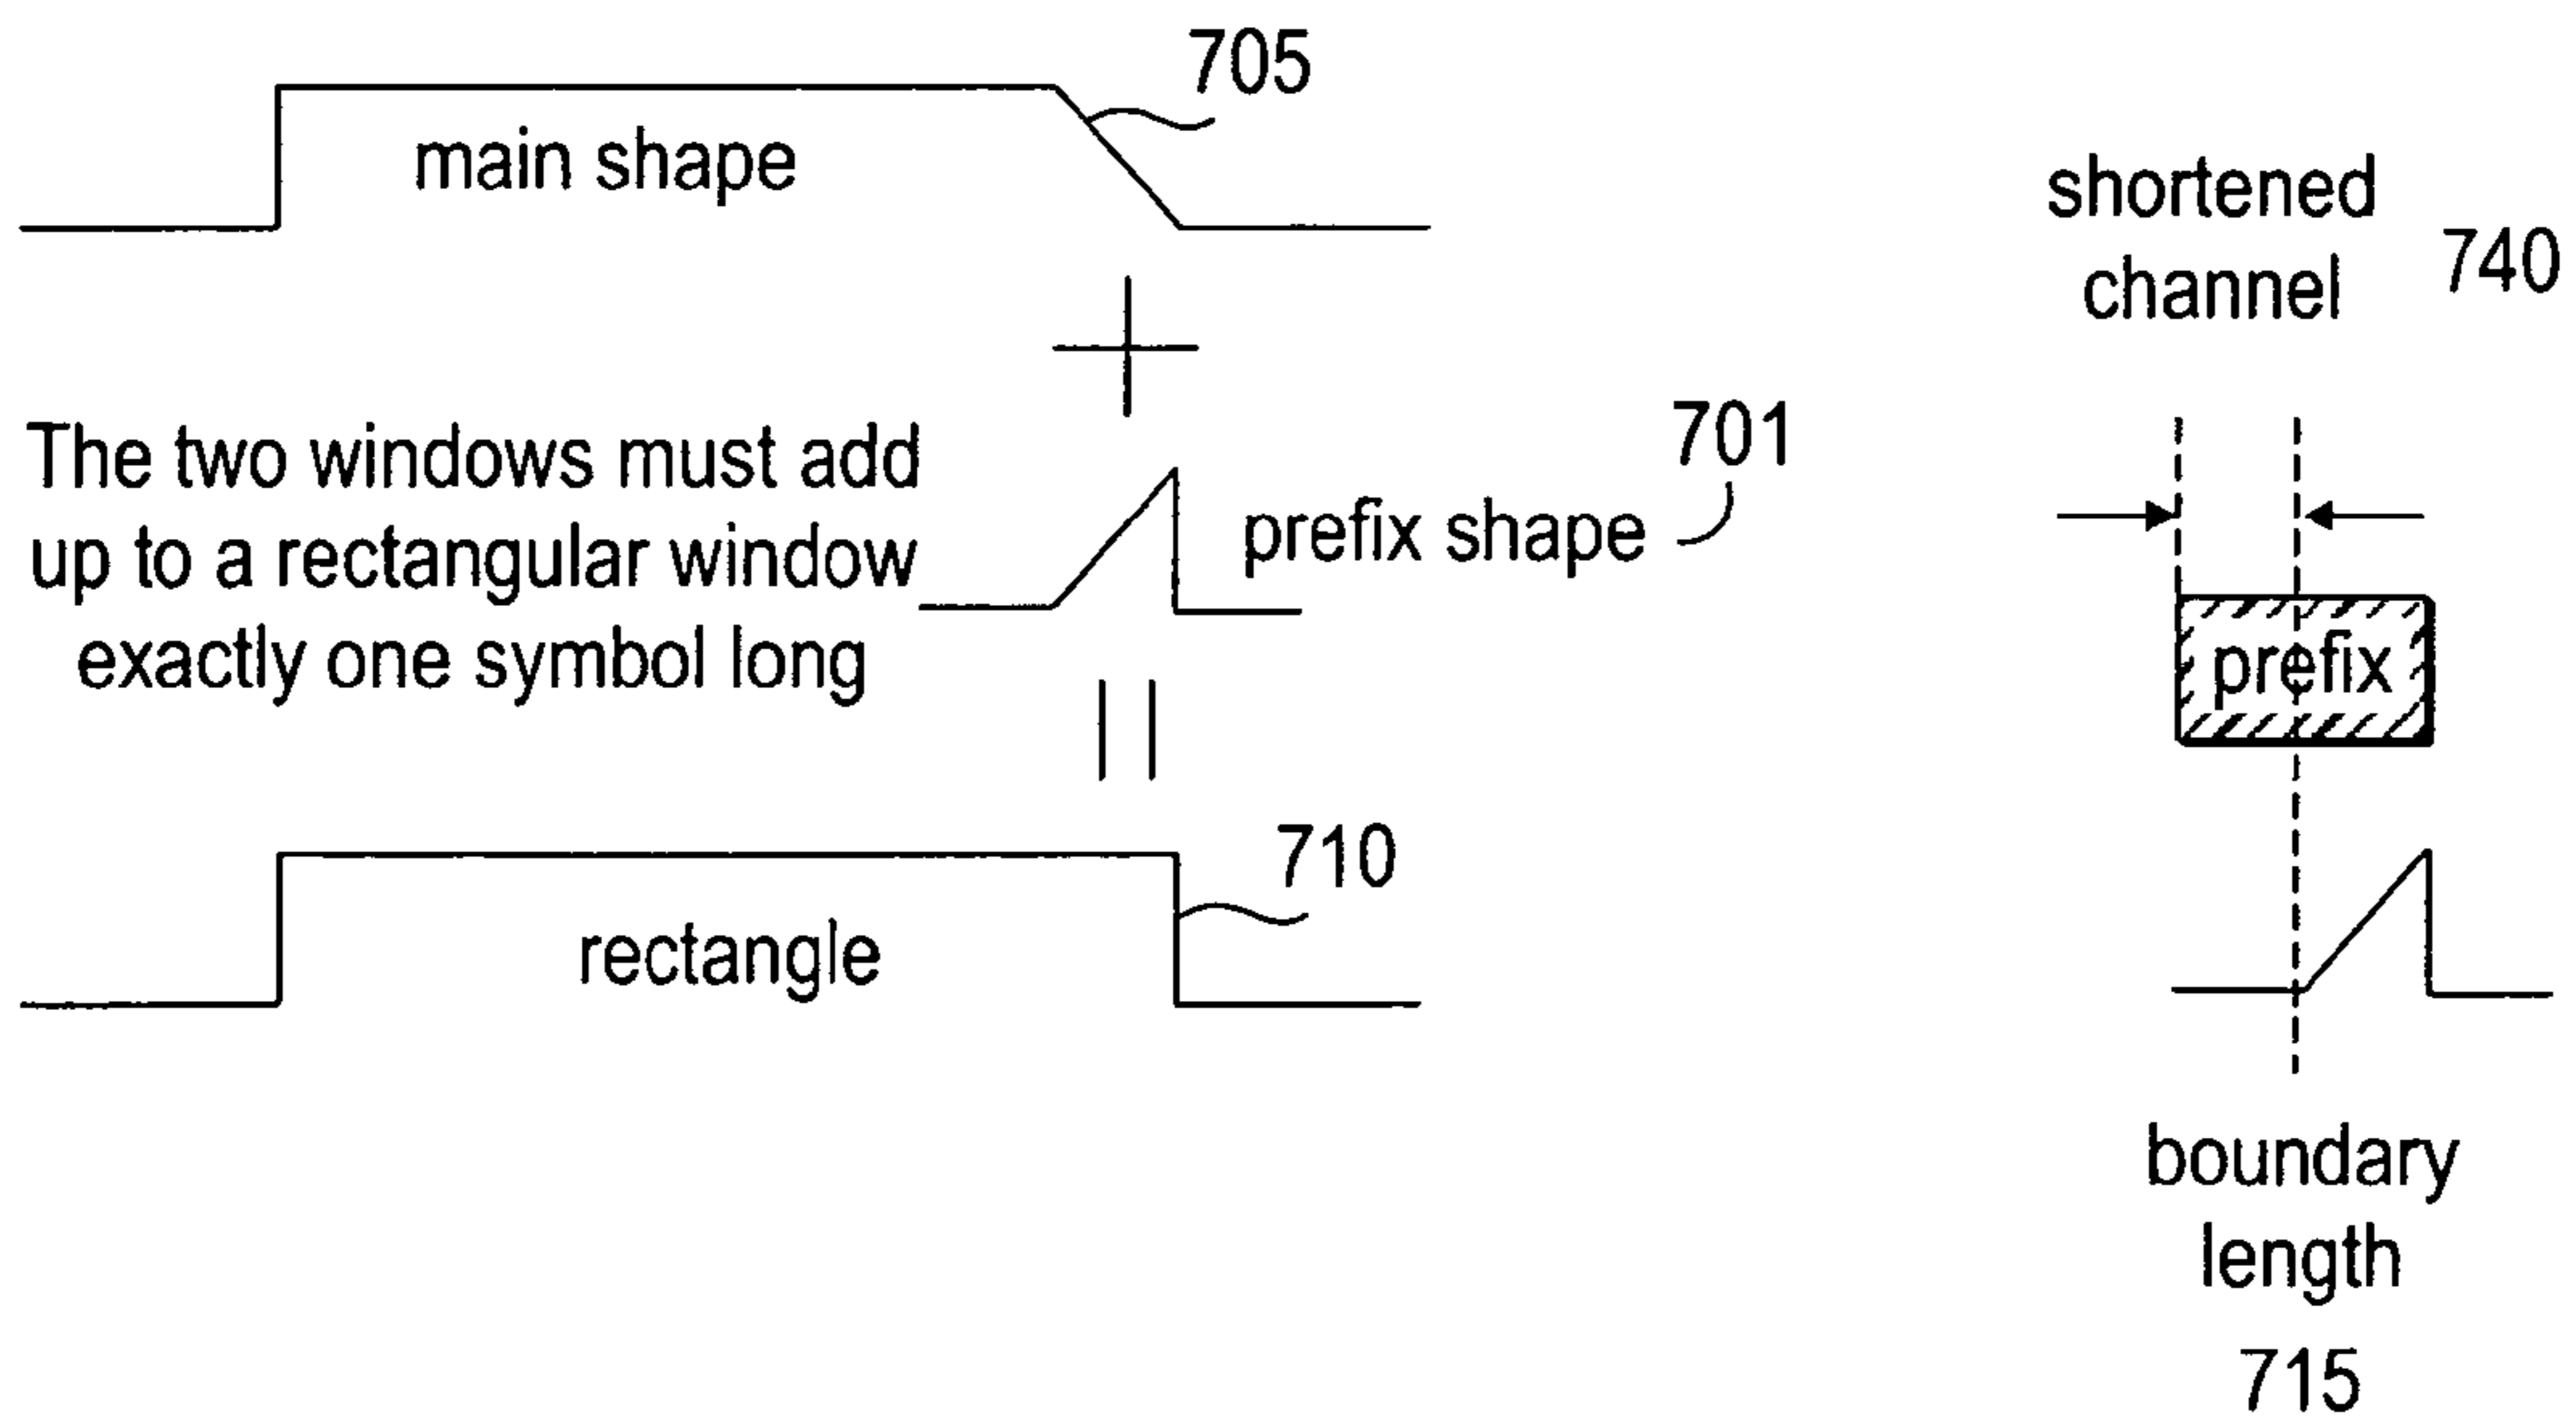 705
main shape
The two windows must add
up to a rectangular window
exactly one symbol long
701
prefix shape
710
rectangle
shortened
channel
740
prefix
boundary
length
715